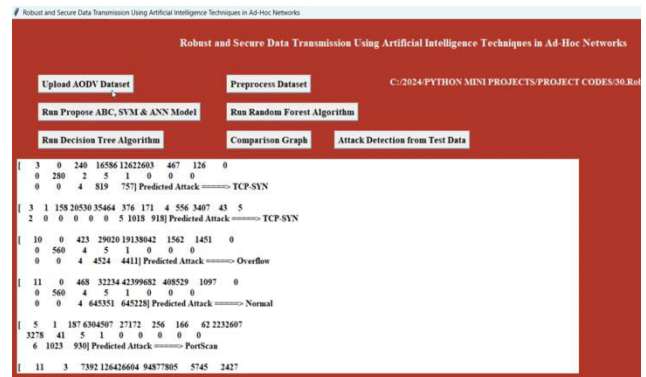 Robust and Secure Data Transmission Using Artificial Intelligence Techniques in Ad-Hoc Networks
Robust and Secure Data Transmission Using Artificial Intelligence Techniques in Ad-Hoc Networks
Upload AODV Dataset
Preprocess Dataset
C:/2024/PYTHON MINI PROJECTS/PROJECT CODES/30.Rob
Run Propose ABC, SVM & ANN Model
Run Random Forest Algorithm
Run Decision Tree Algorithm
Comparison Graph
Attack Detection from Test Data
[ 3 0 240 16586 12622603 467 126 0
0 280 2 5 1 0 0 0
0 0 4 819 757] Predicted Attack =====> TCP-SYN
[ 3 1 158 20530 35464 376 171 4 556 3407 43 5
2 0 0 0 0 0 5 1018 918] Predicted Attack =====> TCP-SYN
[ 10 0 423 29020 19138042 1562 1451 0
0 560 4 5 1 0 0 0
0 0 4 4524 4411] Predicted Attack =====> Overflow
[ 11 0 468 32234 42399682 408529 1097 0
0 560 4 5 1 0 0 0
0 0 4 645351 645228] Predicted Attack =====> Normal
[ 5 1 187 6304507 27172 256 166 62 2232607
3278 41 5 1 0 0 0 0 0
6 1023 930] Predicted Attack =====> PortScan
[ 11 3 7392 126426604 94877805 5745 2427